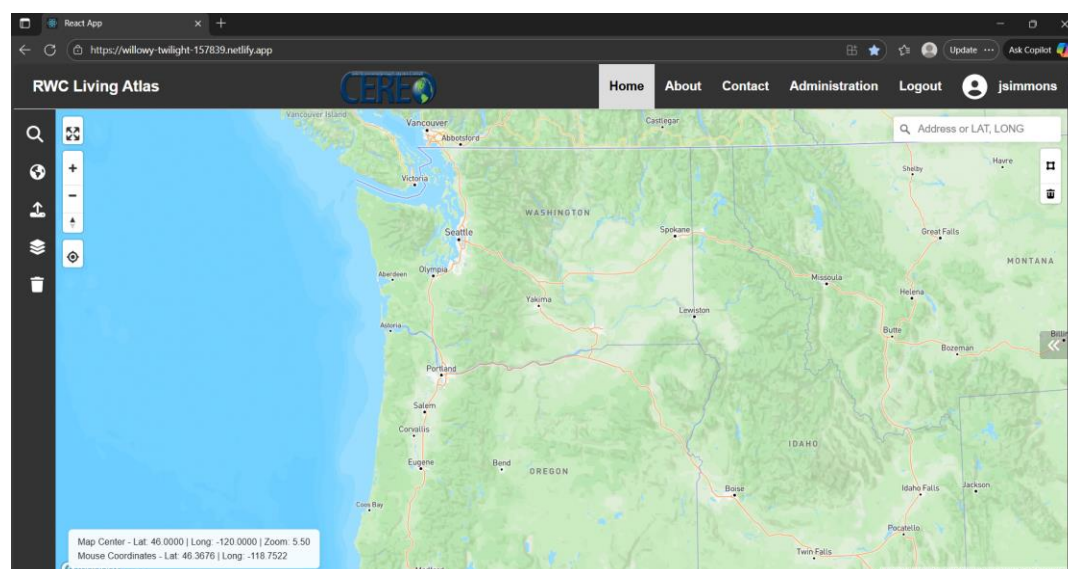 React App
https://willowy-twilight-157839.netlify.app
Update
Ask Copilot
RWC Living Atlas
CEREO
Home
About
Contact
Administration
Logout
jsimmons
Address or LAT, LONG
Vancouver Island
Vancouver
Abbotsford
Castlegar
Victoria
Shelby
Havre
WASHINGTON
Seattle
Spokane
Great Falls
MONTANA
Aberdeen
Olympia
Missoula
Helena
Yakima
Lewiston
Astoria
Butte
Bozeman
Billin
Portland
Salem
Corvallis
IDAHO
Eugene
Bend
OREGON
Boise
Idaho Falls
Jackson
Coos Bay
Pocatello
Twin Falls
Map Center - Lat: 46.0000 | Long: -120.0000 | Zoom: 5.50
Mouse Coordinates - Lat: 46.3676 | Long: -118.7522